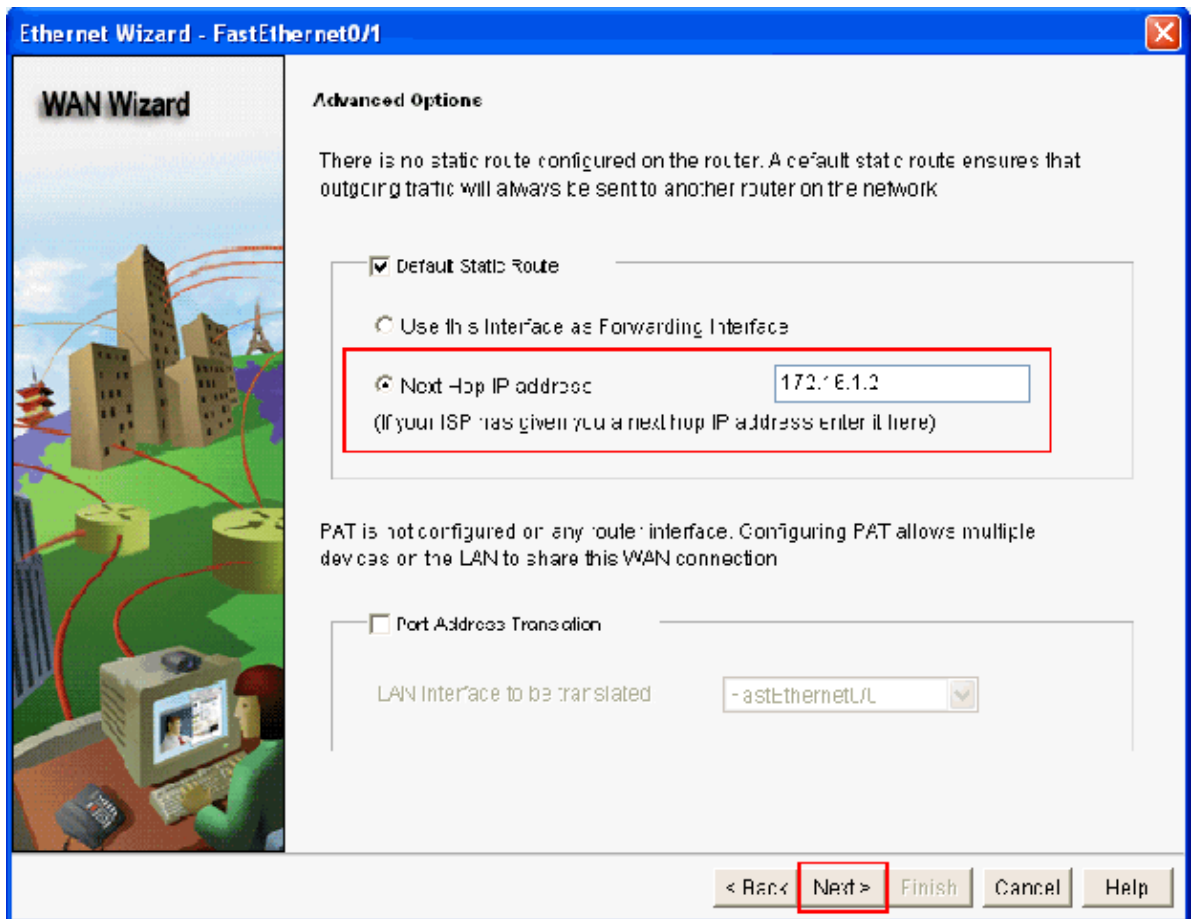 Ethernet Wizard - FastEthernet0/1
WAN Wizard
Advanced Options
There is no static route configured on the router. A default static route ensures that
outgoing traffic will always be sent to another router on the network
Default Static Route
Use this Interface as Forwarding Interface
Next Hop IP address
172.16.1.2
(If your ISP has given you a next hop IP address enter it here)
PAT is not configured on any router interface. Configuring PAT allows multiple
devices on the LAN to share this WAN connection
Port Address Translation
LAN Interface to be translated
FastEthernet0/0
< Back
Next >
Finish
Cancel
Help